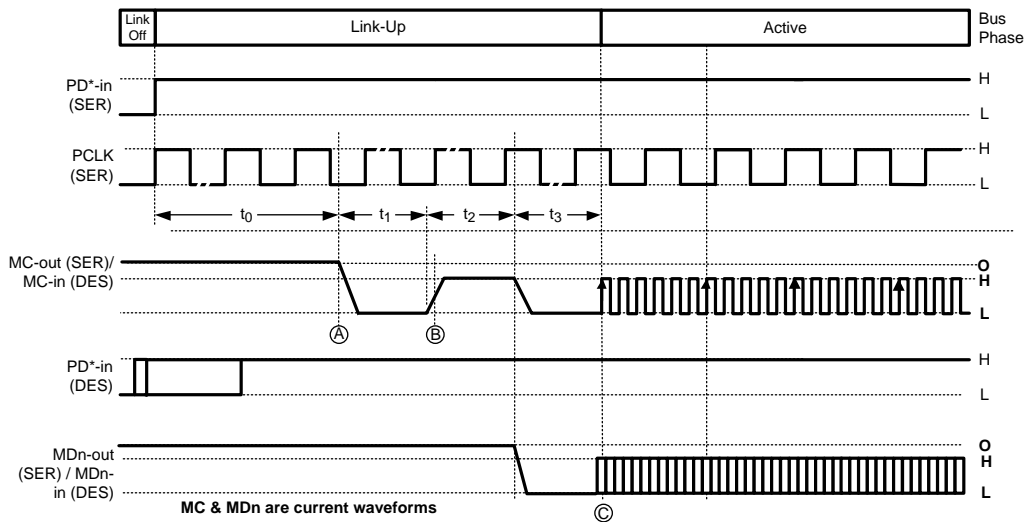 Link
Off
Link-Up
Active
Bus
Phase
PD*-in
(SER)
H
L
PCLK
(SER)
H
L
t0
t1
t2
t3
MC-out (SER)/
MC-in (DES)
O
H
L
A
B
PD*-in
(DES)
H
L
MDn-out
(SER) / MDn-
in (DES)
O
H
L
MC & MDn are current waveforms
C